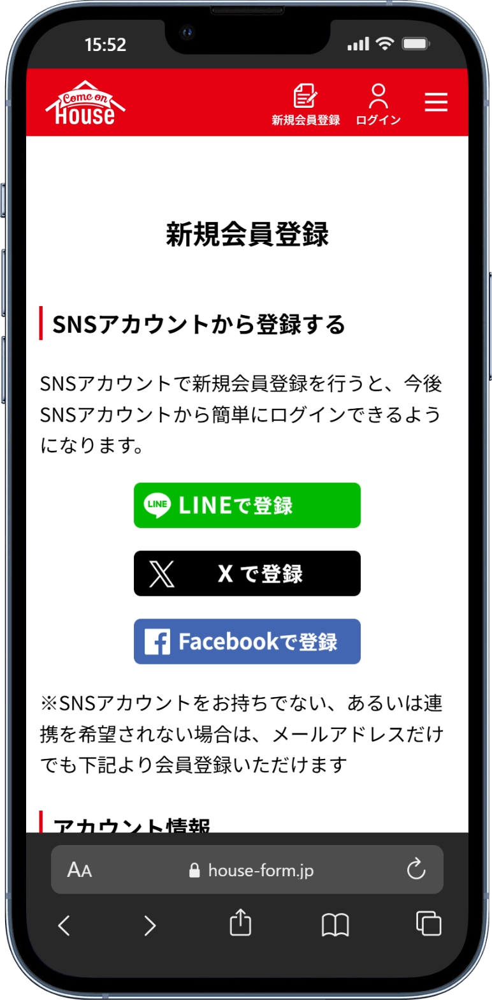 15:52
Come on
House
新規会員登録
ログイン
新規会員登録
SNSアカウントから登録する
SNSアカウントで新規会員登録を行うと、今後
SNSアカウントから簡単にログインできるよう
になります。
LINE LINEで登録
X で登録
Facebookで登録
※SNSアカウントをお持ちでない、あるいは連
携を希望されない場合は、メールアドレスだけ
でも下記より会員登録いただけます
アカウント情報
AA house-form.jp